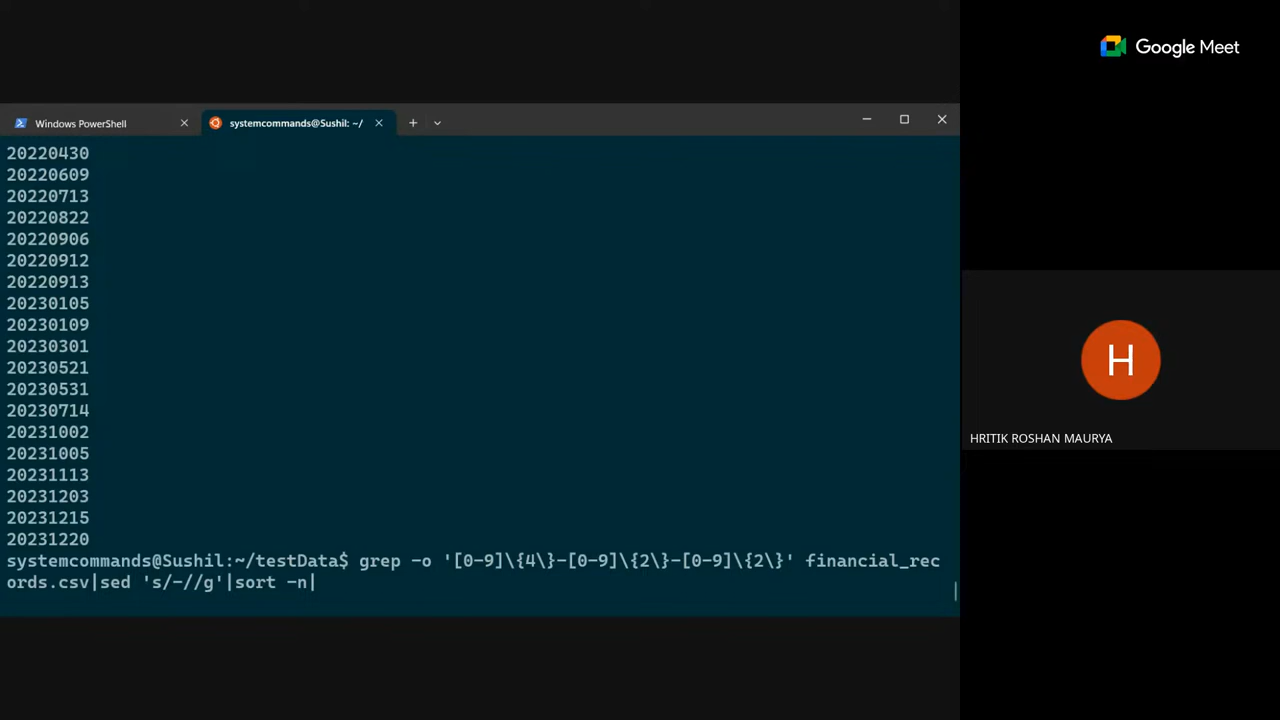 Google Meet
Windows PowerShell
systemcommands@Sushil: ~/
20220430
20220609
20220713
20220822
20220906
20220912
20220913
20230105
20230109
20230301
20230521
20230531
20230714
20231002
20231005
20231113
20231203
20231215
20231220
systemcommands@Sushil:~/testData$ grep -o '[0-9]\{4\}-[0-9]\{2\}-[0-9]\{2\}' financial_rec
ords.csv|sed 's/-//g'|sort -n|
H
HRITIK ROSHAN MAURYA